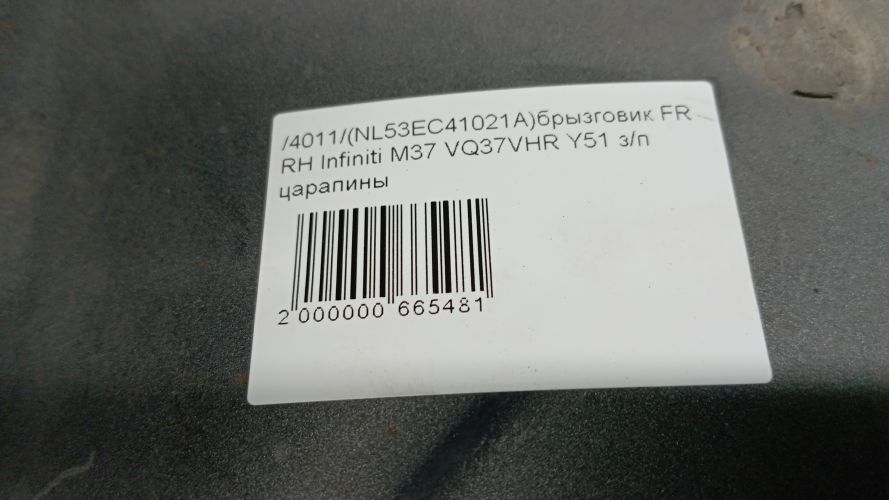 /4011/(NL53EC41021A)брызговик FR
RH Infiniti M37 VQ37VHR Y51 з/п
царапины
2 000000 665481